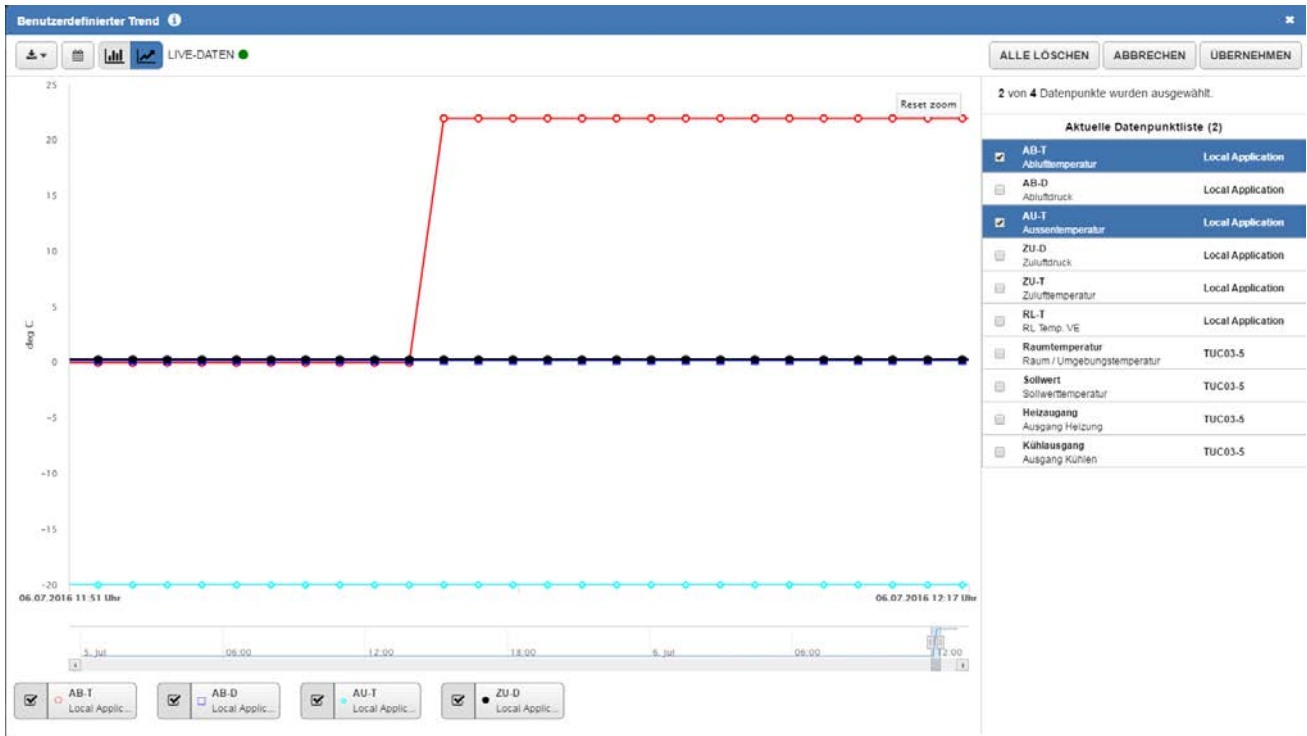 Benutzerdefinierter Trend
LIVE-DATEN
ALLE LÖSCHEN
ABBRECHEN
ÜBERNEHMEN
25
20
15
10
5
0
-5
-10
-15
-20
deg C
Reset zoom
06.07.2016 11:51 Uhr
06.07.2016 12:17 Uhr
5. Jul
06:00
12:00
18:00
6. Jul
06:00
12:00
AB-T
Local Applic...
AB-D
Local Applic...
AU-T
Local Applic...
ZU-D
Local Applic...
2 von 4 Datenpunkte wurden ausgewählt.
Aktuelle Datenpunktliste (2)
AB-T
Ablufttemperatur
Local Application
AB-D
Abluftdruck
Local Application
AU-T
Aussentemperatur
Local Application
ZU-D
Zuluftdruck
Local Application
ZU-T
Zulufttemperatur
Local Application
RL-T
RL Temp. VE
Local Application
Raumtemperatur
Raum / Umgebungstemperatur
TUC03-5
Sollwert
Sollwerttemperatur
TUC03-5
Heizaugang
Ausgang Heizung
TUC03-5
Kühlausgang
Ausgang Kühlen
TUC03-5